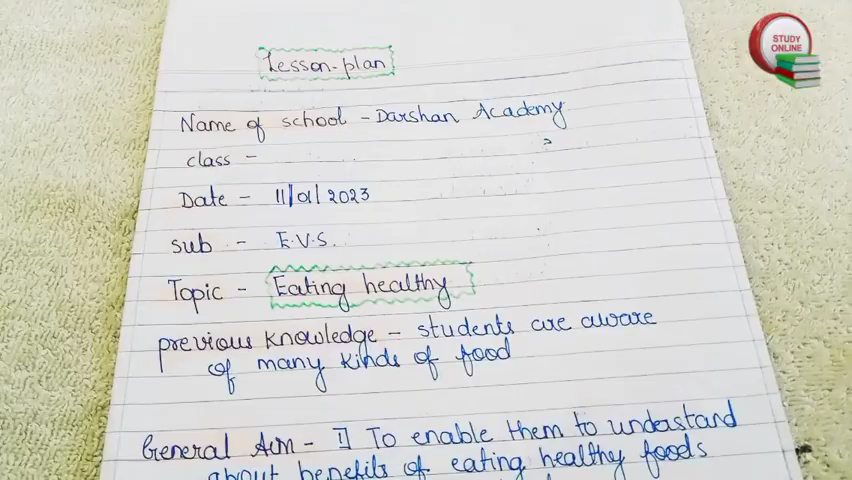 STUDY
ONLINE
Lesson-plan
Name of school - Darshan Academy
class -
Date - 11/01/2023
sub - E.V.S.
Topic - Eating healthy
previous knowledge - students are aware
of many kinds of food
General Aim - 1] To enable them to understand
about benefits of eating healthy foods